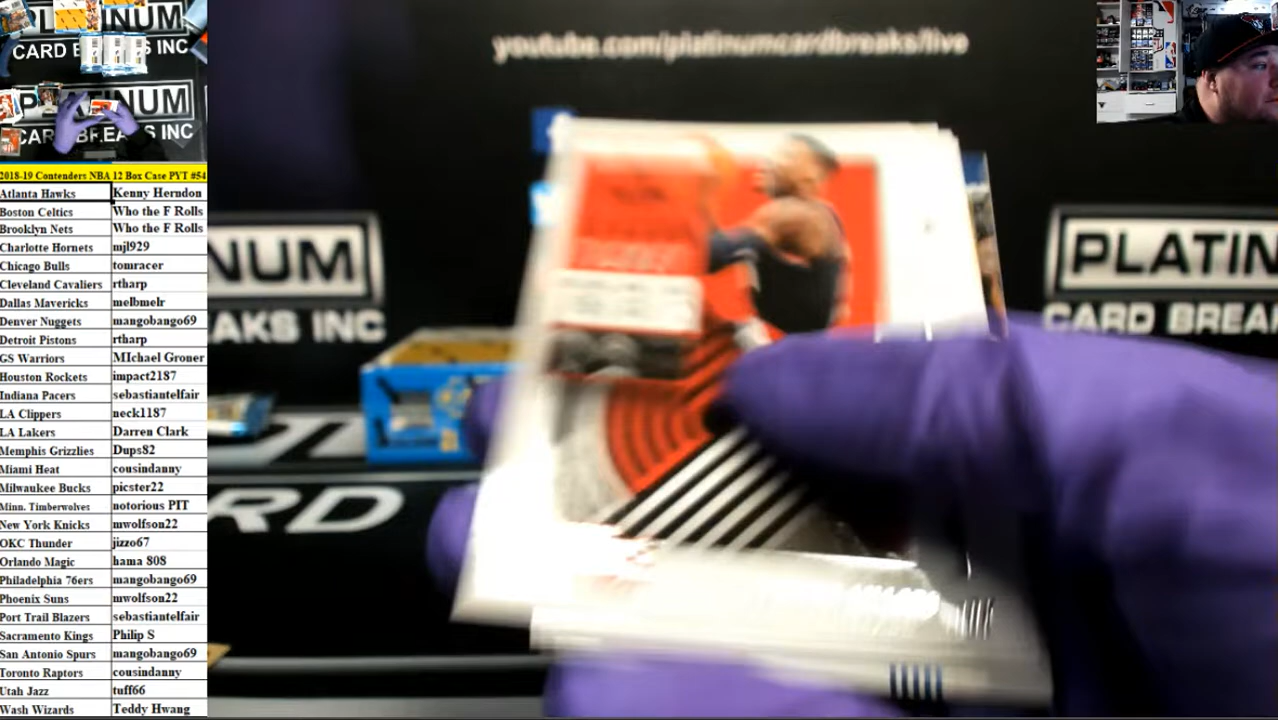 PLATINUM
CARD BREAKS INC
PLATINUM
CARD BREAKS INC
youtube.com/platinumcardbreaks/live
NUM
KS INC
PLATIN
CARD BREA
RD
2018-19 Contenders NBA 12 Box Case PYT #54
Atlanta Hawks Kenny Herndon
Boston Celtics Who the F Rolls
Brooklyn Nets Who the F Rolls
Charlotte Hornets mjl929
Chicago Bulls tomracer
Cleveland Cavaliers rtharp
Dallas Mavericks melbmelr
Denver Nuggets mangobango69
Detroit Pistons rtharp
GS Warriors MIchael Groner
Houston Rockets impact2187
Indiana Pacers sebastiantelfair
LA Clippers neck1187
LA Lakers Darren Clark
Memphis Grizzlies Dups82
Miami Heat cousindanny
Milwaukee Bucks picster22
Minn. Timberwolves notorious PIT
New York Knicks mwolfson22
OKC Thunder jizzo67
Orlando Magic hama 808
Philadelphia 76ers mangobango69
Phoenix Suns mwolfson22
Port Trail Blazers sebastiantelfair
Sacramento Kings Philip S
San Antonio Spurs mangobango69
Toronto Raptors cousindanny
Utah Jazz tuff66
Wash Wizards Teddy Hwang